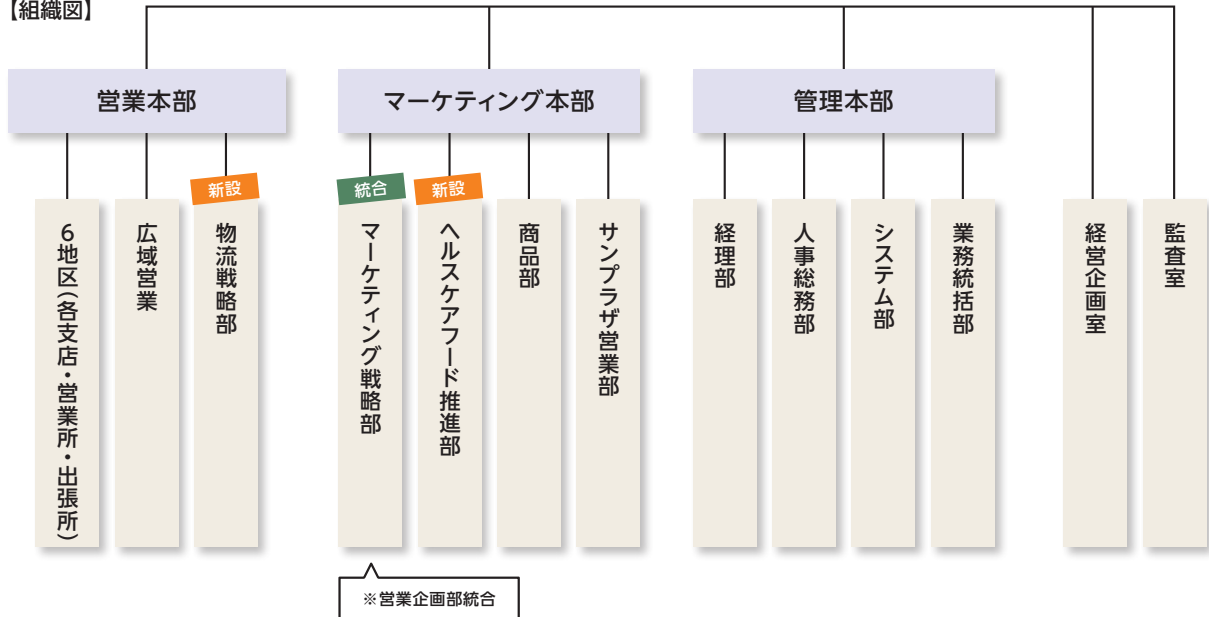 【組織図】
営業本部
マーケティング本部
管理本部
新設
統合
新設
6地区(各支店・営業所・出張所)
広域営業
物流戦略部
マーケティング戦略部
ヘルスケアフード推進部
商品部
サンプラザ営業部
経理部
人事総務部
システム部
業務統括部
経営企画室
監査室
※営業企画部統合